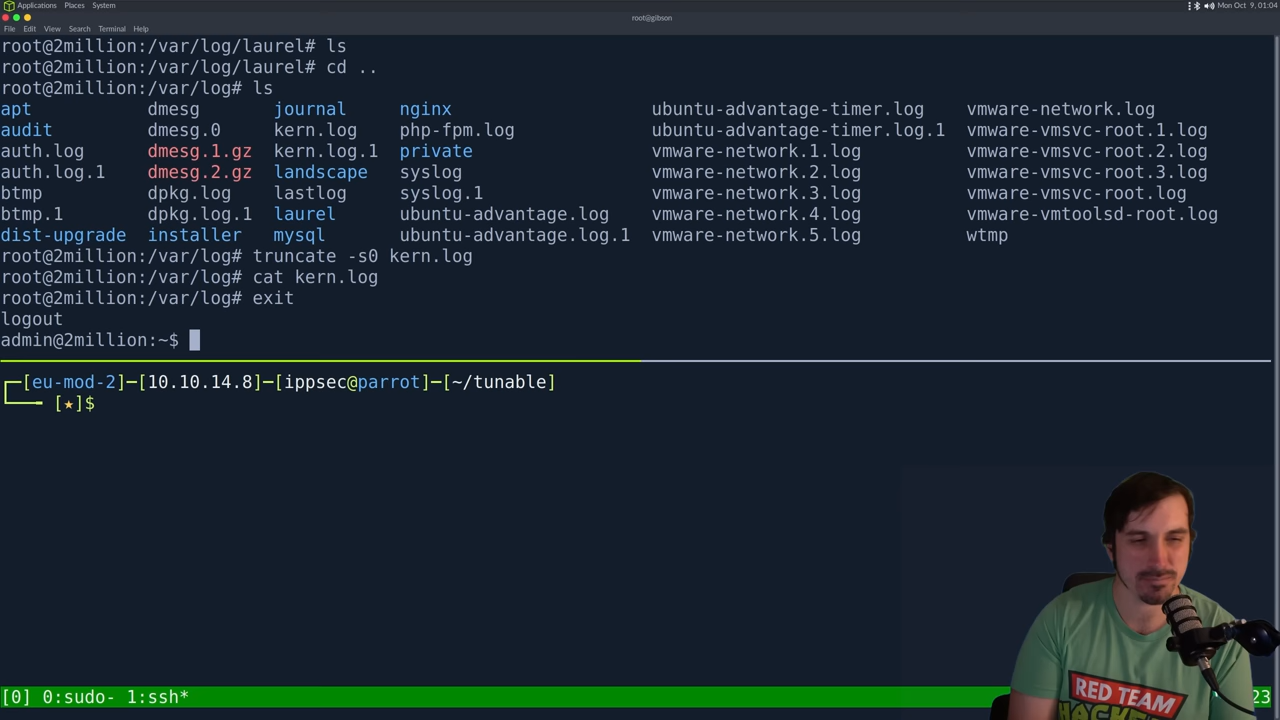 Applications Places System
Mon Oct 9, 01:04
root@gibson
File Edit View Search Terminal Help
root@2million:/var/log/laurel# ls
root@2million:/var/log/laurel# cd ..
root@2million:/var/log# ls
apt dmesg journal nginx ubuntu-advantage-timer.log vmware-network.log
audit dmesg.0 kern.log php-fpm.log ubuntu-advantage-timer.log.1 vmware-vmsvc-root.1.log
auth.log dmesg.1.gz kern.log.1 private vmware-network.1.log vmware-vmsvc-root.2.log
auth.log.1 dmesg.2.gz landscape syslog vmware-network.2.log vmware-vmsvc-root.3.log
btmp dpkg.log lastlog syslog.1 vmware-network.3.log vmware-vmsvc-root.log
btmp.1 dpkg.log.1 laurel ubuntu-advantage.log vmware-network.4.log vmware-vmtoolsd-root.log
dist-upgrade installer mysql ubuntu-advantage.log.1 vmware-network.5.log wtmp
root@2million:/var/log# truncate -s0 kern.log
root@2million:/var/log# cat kern.log
root@2million:/var/log# exit
logout
admin@2million:~$
┌─[eu-mod-2]─[10.10.14.8]─[ippsec@parrot]─[~/tunable]
└──╼ [★]$
[0] 0:sudo- 1:ssh*
23
RED TEAM